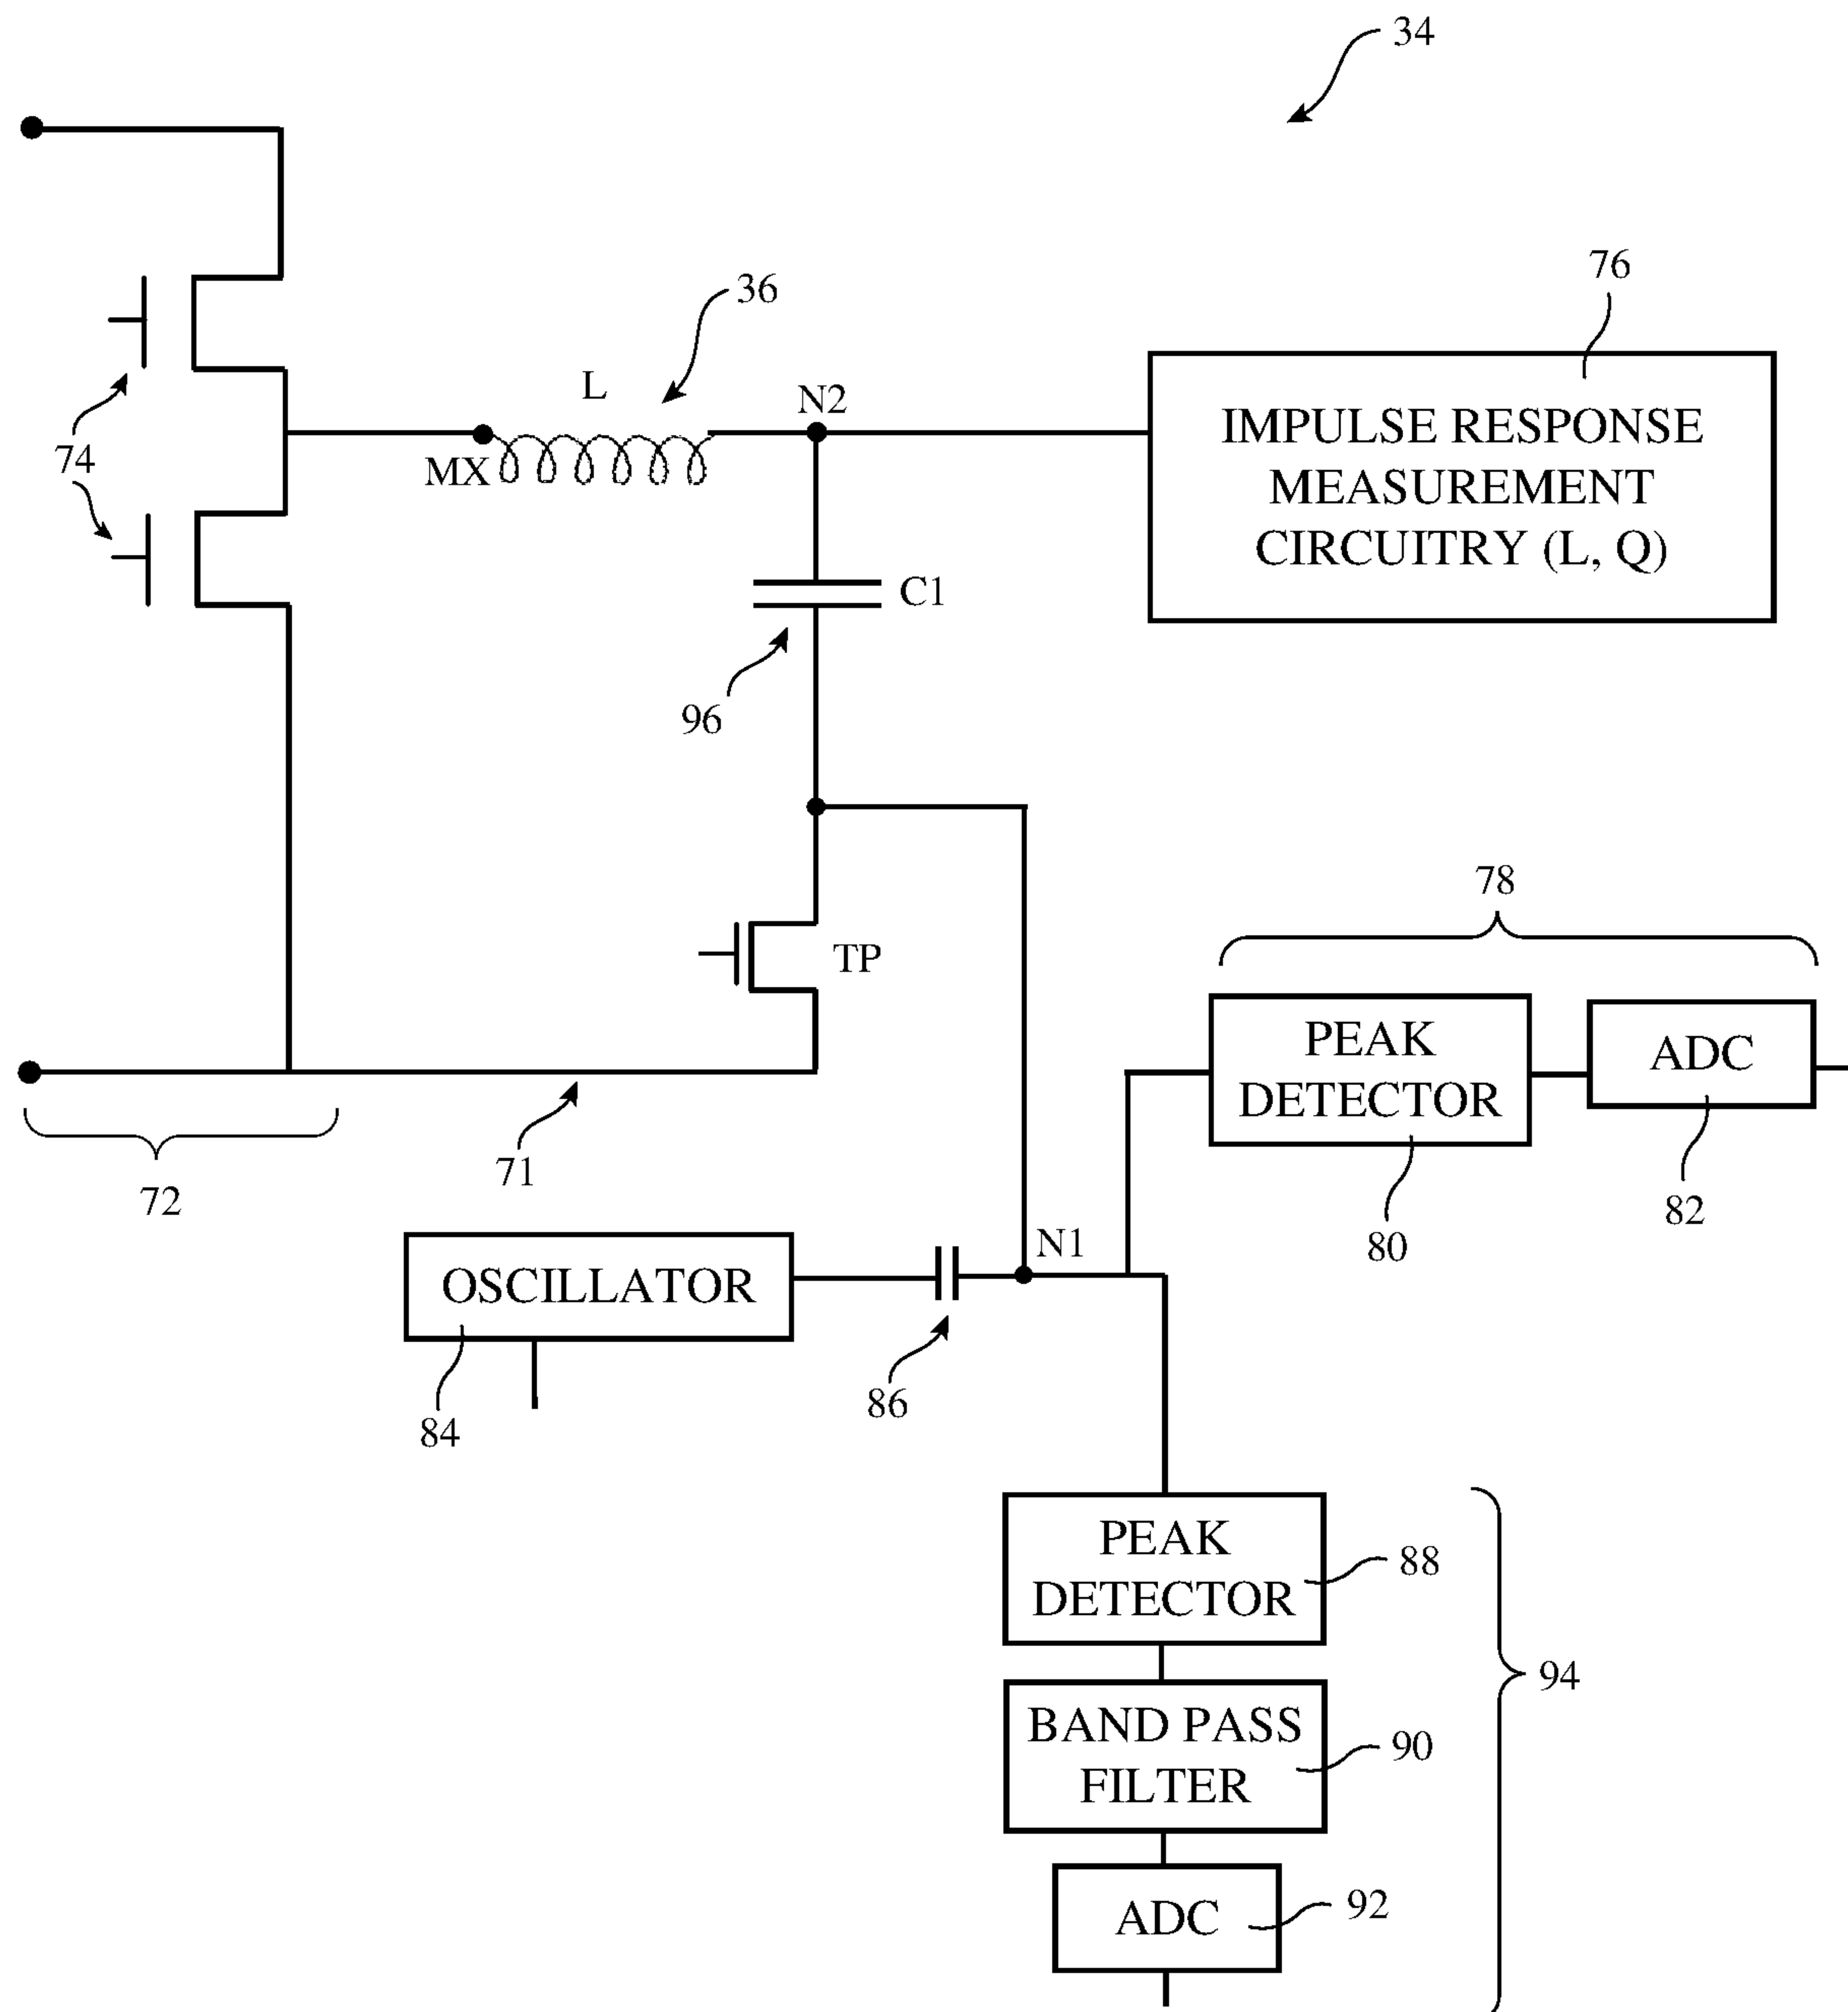 34
76
36
L
N2
IMPULSE RESPONSE
MEASUREMENT
CIRCUITRY (L, Q)
74
MX
C1
96
78
TP
PEAK
DETECTOR
ADC
71
72
82
80
N1
OSCILLATOR
86
84
PEAK
DETECTOR
88
94
BAND PASS
FILTER
90
ADC
92